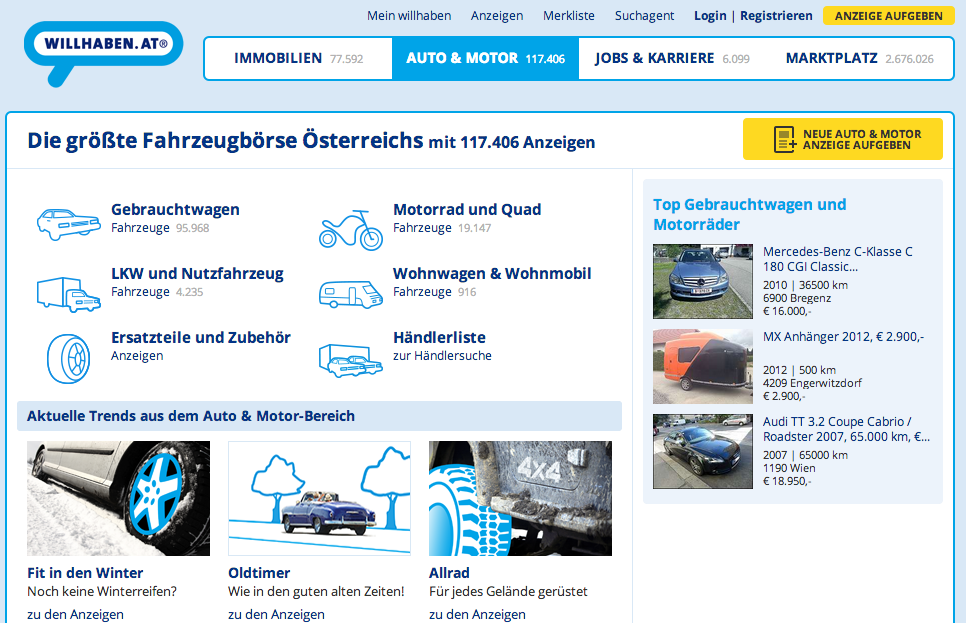 Mein willhaben Anzeigen Merkliste Suchagent Login | Registrieren ANZEIGE AUFGEBEN
WILLHABEN.AT®
IMMOBILIEN 77.592 AUTO & MOTOR 117.406 JOBS & KARRIERE 6.099 MARKTPLATZ 2.676.026
Die größte Fahrzeugbörse Österreichs mit 117.406 Anzeigen
NEUE AUTO & MOTOR
ANZEIGE AUFGEBEN
Gebrauchtwagen
Fahrzeuge 95.968
Motorrad und Quad
Fahrzeuge 19.147
LKW und Nutzfahrzeug
Fahrzeuge 4.235
Wohnwagen & Wohnmobil
Fahrzeuge 916
Ersatzteile und Zubehör
Anzeigen
Händlerliste
zur Händlersuche
Aktuelle Trends aus dem Auto & Motor-Bereich
4x4
Fit in den Winter
Noch keine Winterreifen?
zu den Anzeigen
Oldtimer
Wie in den guten alten Zeiten!
zu den Anzeigen
Allrad
Für jedes Gelände gerüstet
zu den Anzeigen
Top Gebrauchtwagen und
Motorräder
Mercedes-Benz C-Klasse C
180 CGI Classic...
2010 | 36500 km
6900 Bregenz
€ 16.000,-
MX Anhänger 2012, € 2.900,-
2012 | 500 km
4209 Engerwitzdorf
€ 2.900,-
Audi TT 3.2 Coupe Cabrio /
Roadster 2007, 65.000 km, €...
2007 | 65000 km
1190 Wien
€ 18.950,-